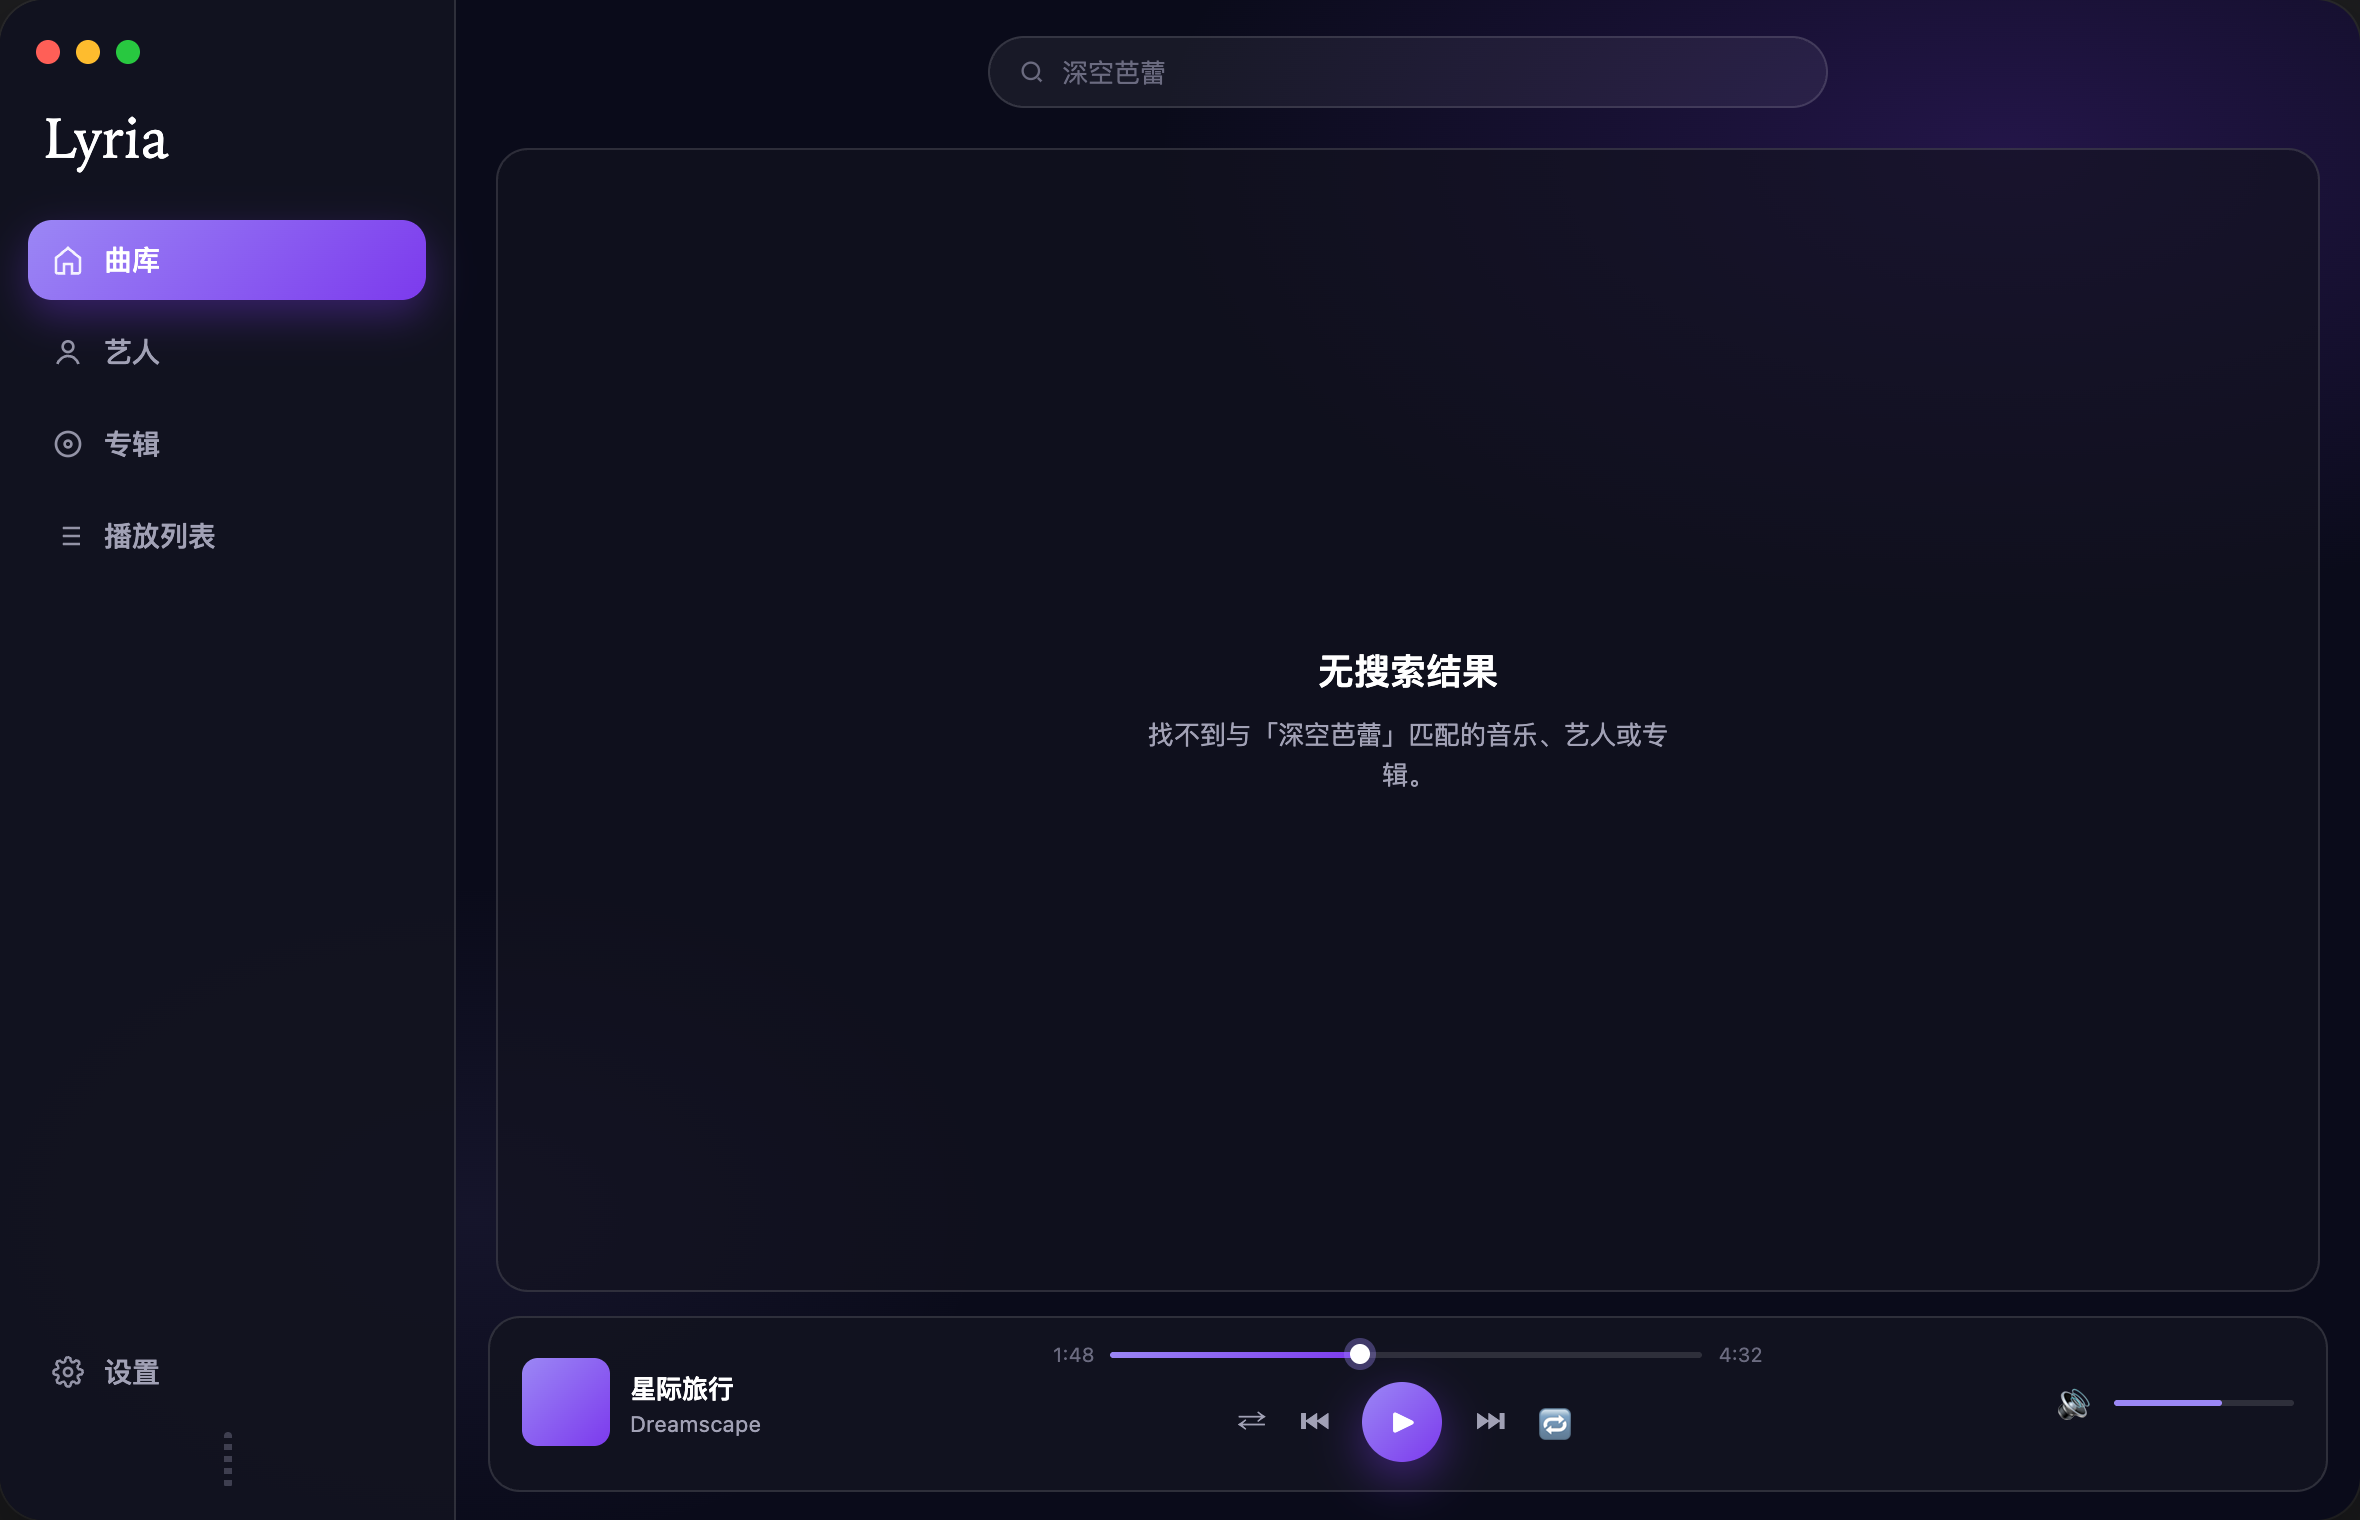 Lyria
曲库
艺人
专辑
播放列表
设置
深空芭蕾
无搜索结果
找不到与「深空芭蕾」匹配的音乐、艺人或专
辑。
1:48
4:32
星际旅行
Dreamscape